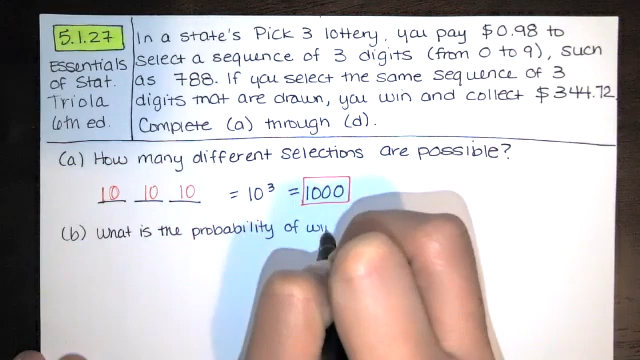 5.1.27
Essentials
of Stat.
Triola
6th ed.
In a state's Pick 3 lottery, you pay $0.98 to
select a sequence of 3 digits (from 0 to 9), such
as 788. If you select the same sequence of 3
digits that are drawn, you win and collect $344.72.
Complete (a) through (d).
(a) How many different selections are possible?
10 10 10 = 10³ = 1000
(b) What is the probability of wi